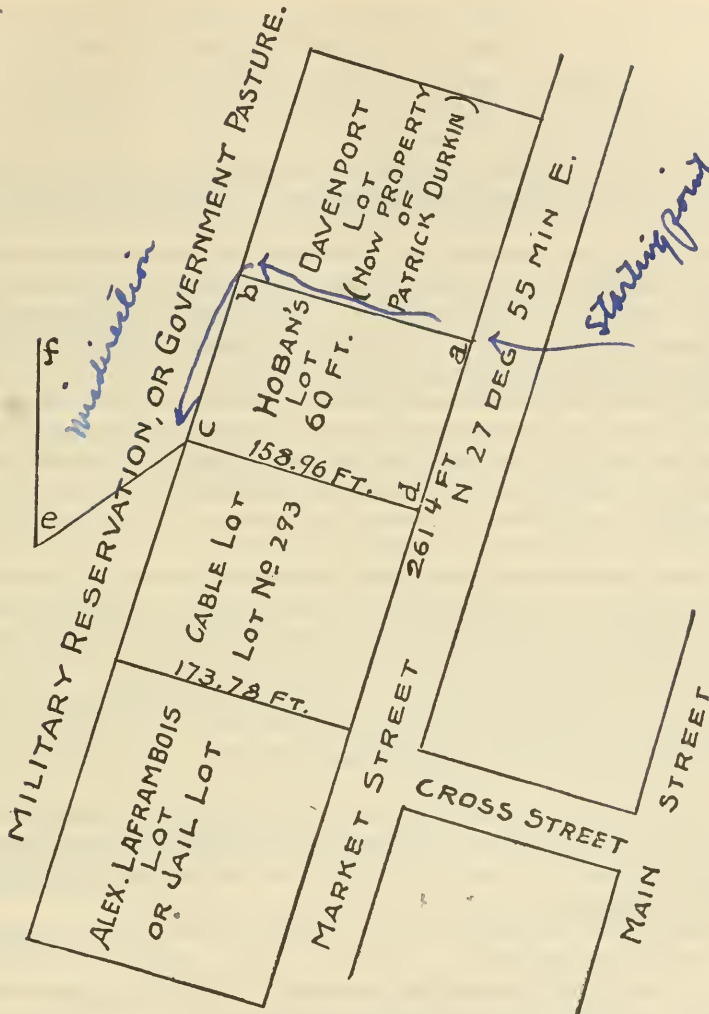 MILITARY RESERVATION, OR GOVERNMENT PASTURE.
e
f
Misdirection
DAVENPORT
LOT
(NOW PROPERTY
OF
PATRICK DURKIN)
b
HOBAN'S
LOT
60 FT.
a
c
158.96 FT.
d
CABLE LOT
LOT No 293
173.78 FT.
ALEX. LAFRAMBOIS
LOT
OR JAIL LOT
261.4 FT
N 27 DEG 55 MIN E.
Starting point
MARKET STREET
CROSS STREET
MAIN STREET